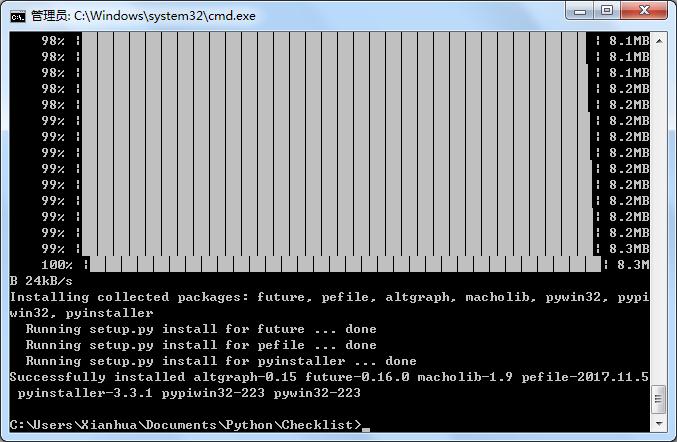 管理员: C:\Windows\system32\cmd.exe
98% | | 8.1MB
98% | | 8.1MB
98% | | 8.1MB
98% | | 8.2MB
98% | | 8.2MB
99% | | 8.2MB
99% | | 8.2MB
99% | | 8.2MB
99% | | 8.2MB
99% | | 8.2MB
99% | | 8.2MB
99% | | 8.2MB
99% | | 8.2MB
99% | | 8.3MB
100% | | 8.3M
B 24kB/s
Installing collected packages: future, pefile, altgraph, macholib, pywin32, pypi
win32, pyinstaller
Running setup.py install for future ... done
Running setup.py install for pefile ... done
Running setup.py install for pyinstaller ... done
Successfully installed altgraph-0.15 future-0.16.0 macholib-1.9 pefile-2017.11.5
pyinstaller-3.3.1 pypiwin32-223 pywin32-223
C:\Users\Xianhua\Documents\Python\Checklist>_